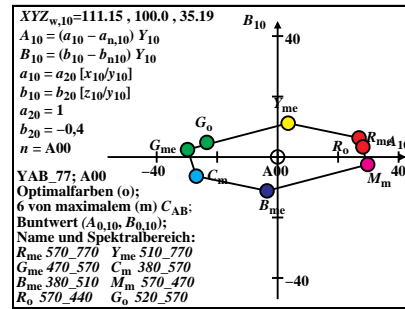 XYZw,10=111.15 , 100.0 , 35.19
A10 = (a10 – an,10) Y10
B10 = (b10 – bn10) Y10
a10 = a20 [x10/y10]
b10 = b20 [z10/y10]
a20 = 1
b20 = –0,4
n = A00
YAB_77; A00
Optimalfarben (o);
6 von maximalem (m) CAB;
Buntwert (A0,10, B0,10);
Name und Spektralbereich:
Rme 570_770 Yme 510_770
Gme 470_570 Cm 380_570
Bme 380_510 Mm 570_470
Ro 570_440 Go 520_570
B10
40
Yme
Go
Rme
A10
Gme
Ro
–40
Cm
A00
40
Mm
Bme
–40